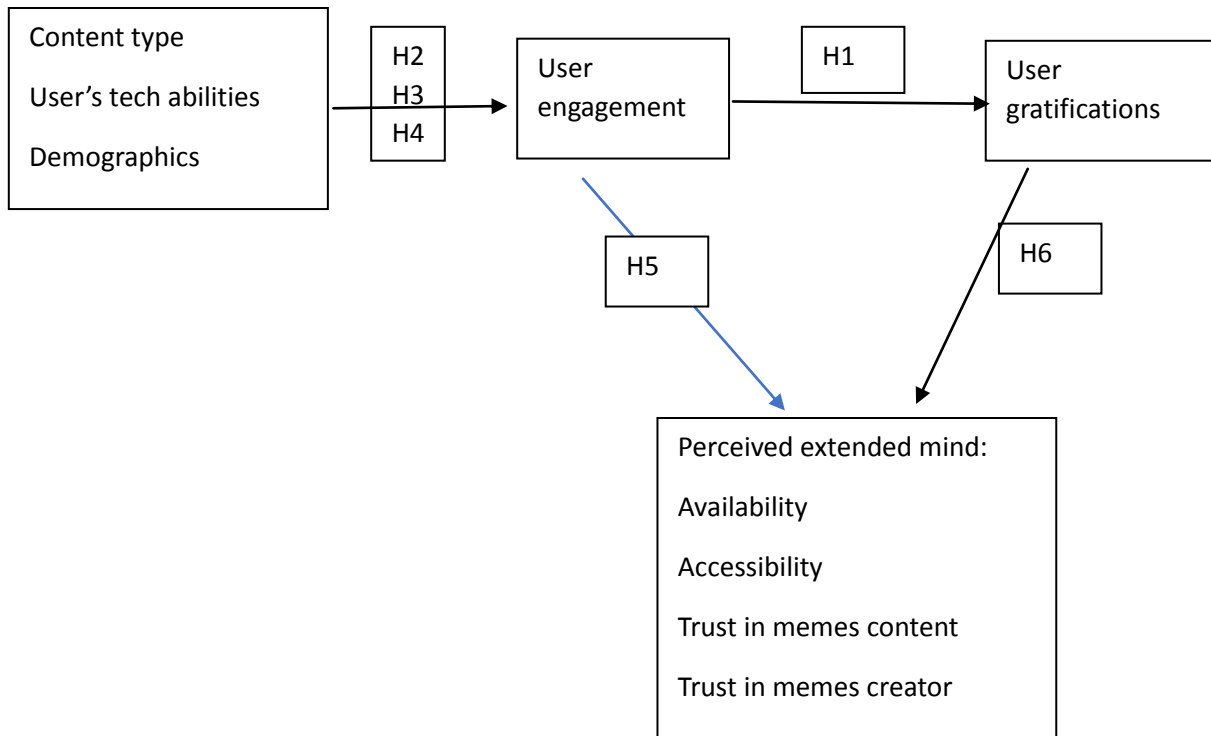 Content type
User’s tech abilities
Demographics
H2
H3
H4
User
engagement
H1
User
gratifications
H5
H6
Perceived extended mind:
Availability
Accessibility
Trust in memes content
Trust in memes creator